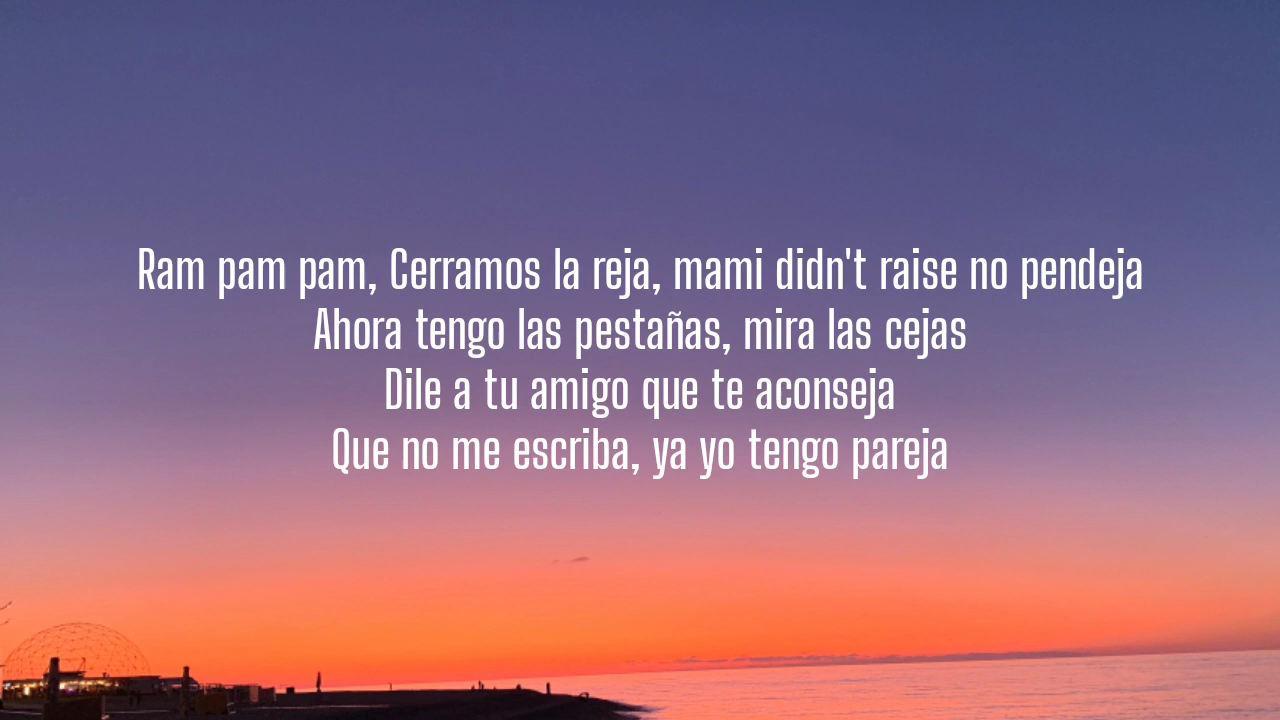 Ram pam pam, Cerramos la reja, mami didn't raise no pendeja
Ahora tengo las pestañas, mira las cejas
Dile a tu amigo que te aconseja
Que no me escriba, ya yo tengo pareja